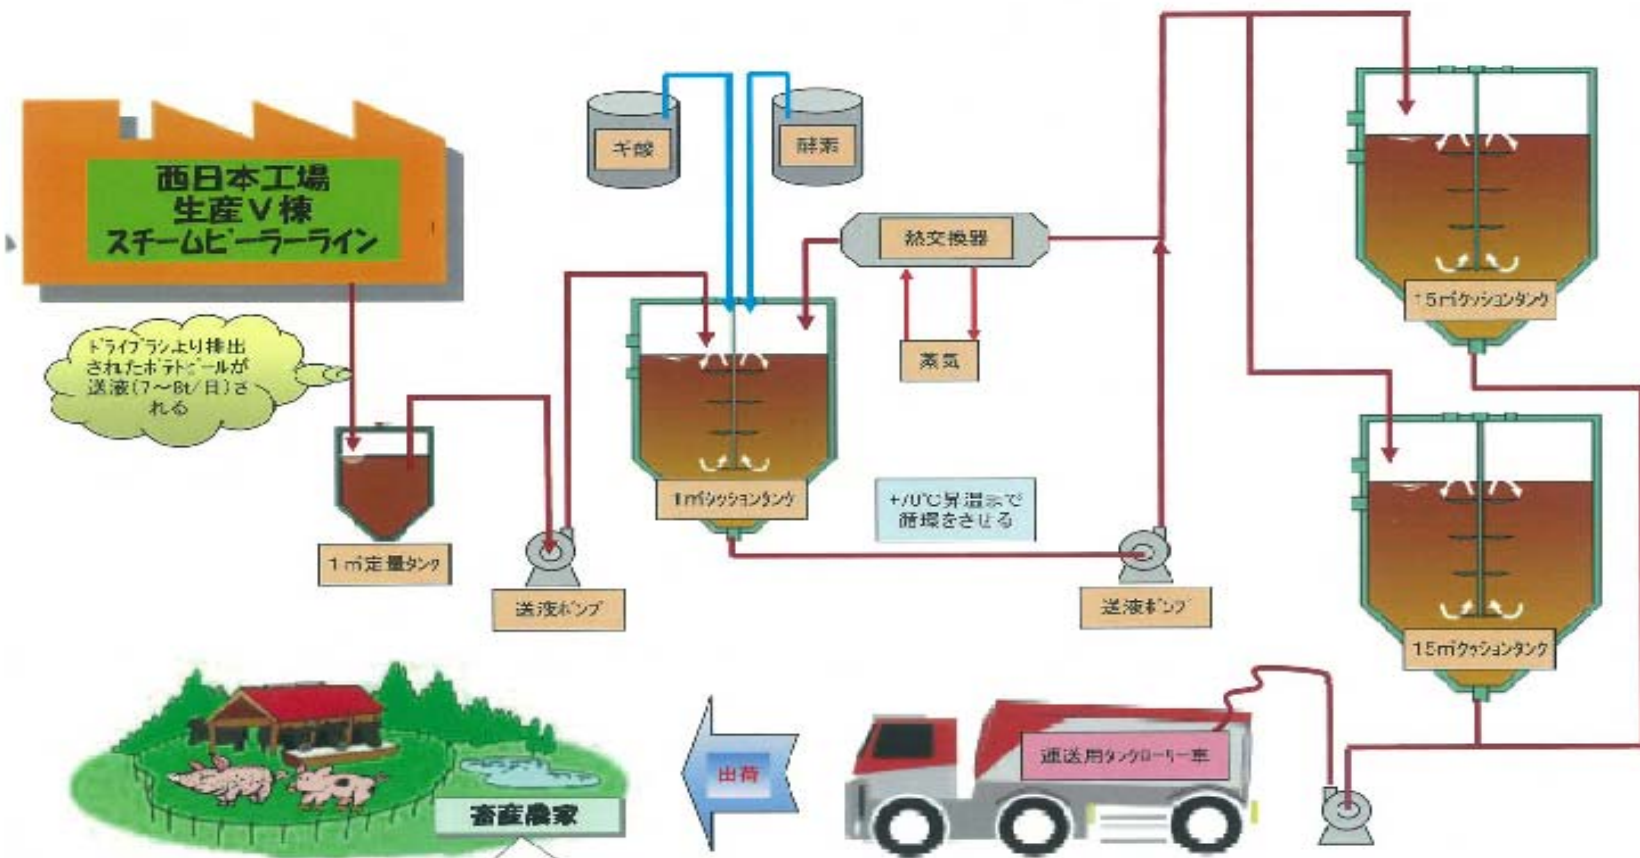 西日本工場
生産V棟
スチームピーラーライン
ドライブラシより排出
されたポテトピールが
送液(7～8t/日)さ
れる
1㎥定量タンク
送液ポンプ
ギ酸
酵素
熱交換器
蒸気
1㎥クッションタンク
+70℃昇温まで
循環をさせる
送液ポンプ
15㎥クッションタンク
15㎥クッションタンク
運送用タンクローリー車
出荷
畜産農家